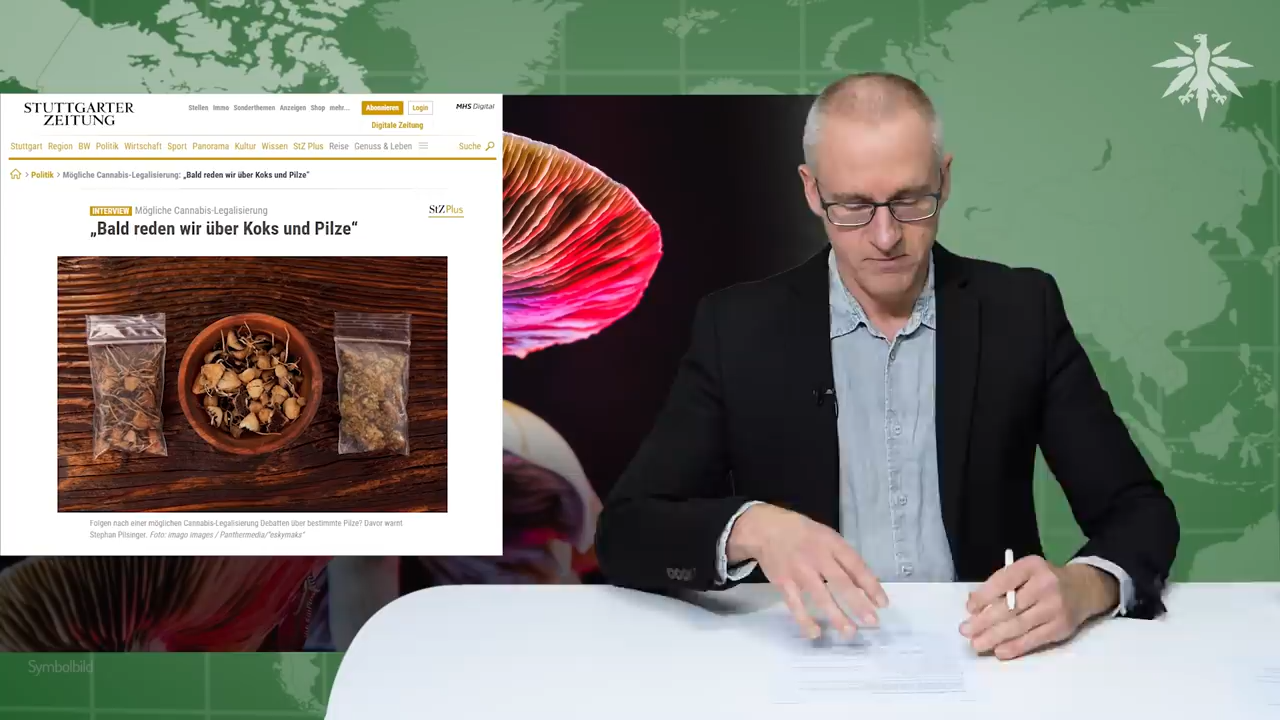 STUTTGARTER
ZEITUNG
Stellen Immo Sonderthemen Anzeigen Shop mehr...
Abonnieren
Login
MHS Digital
Digitale Zeitung
Stuttgart Region BW Politik Wirtschaft Sport Panorama Kultur Wissen StZ Plus Reise Genuss & Leben
Suche
> Politik > Mögliche Cannabis-Legalisierung: „Bald reden wir über Koks und Pilze“
INTERVIEW Mögliche Cannabis-Legalisierung
StZPlus
„Bald reden wir über Koks und Pilze“
Folgen nach einer möglichen Cannabis-Legalisierung Debatten über bestimmte Pilze? Davor warnt
Stephan Pilsinger. Foto: imago images / Panthermedia/"eskymaks"
Symbolbild